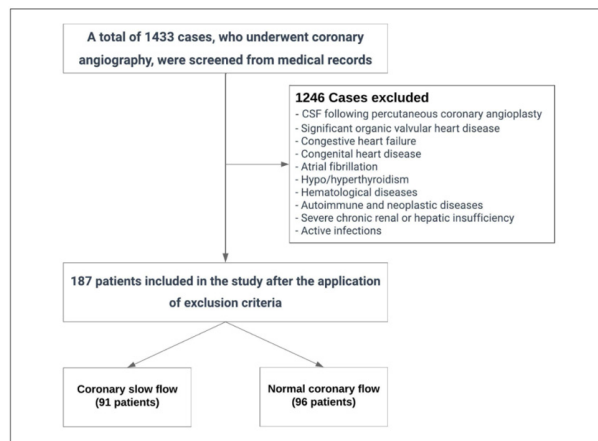 A total of 1433 cases, who underwent coronary
angiography, were screened from medical records
1246 Cases excluded
- CSF following percutaneous coronary angioplasty
- Significant organic valvular heart disease
- Congestive heart failure
- Congenital heart disease
- Atrial fibrillation
- Hypo/hyperthyroidism
- Hematological diseases
- Autoimmune and neoplastic diseases
- Severe chronic renal or hepatic insufficiency
- Active infections
187 patients included in the study after the application
of exclusion criteria
Coronary slow flow
(91 patients)
Normal coronary flow
(96 patients)